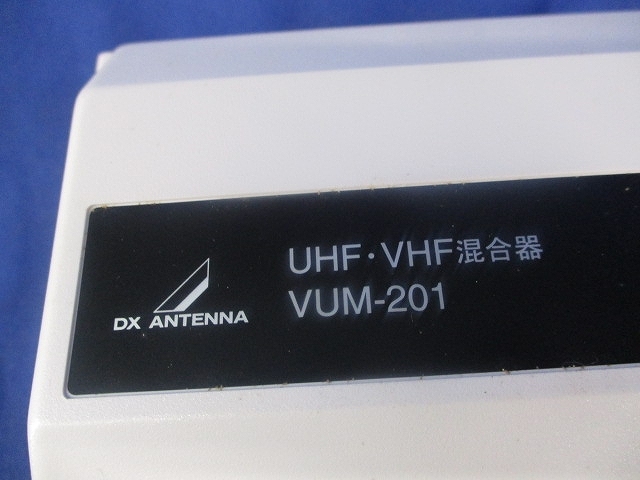 DX ANTENNA
UHF・VHF混合器
VUM-201